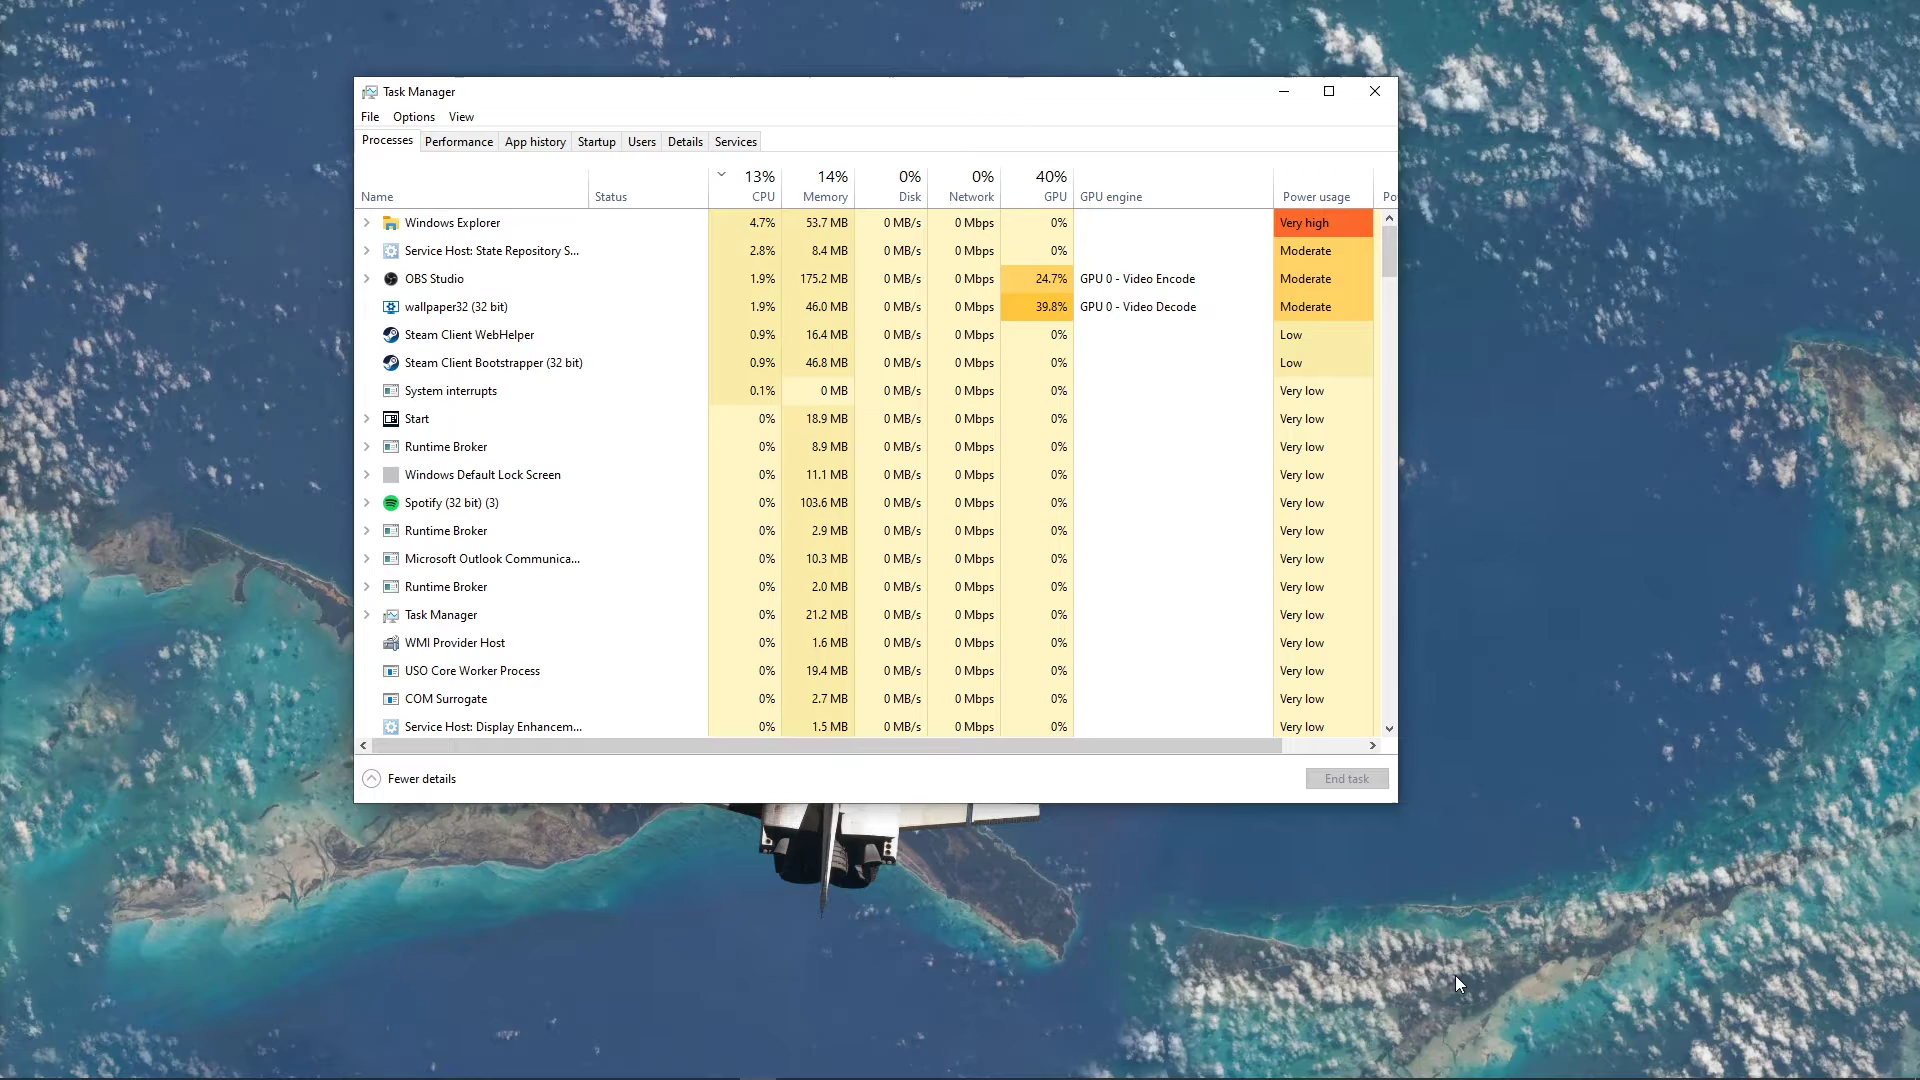 Task Manager
File Options View
Processes Performance App history Startup Users Details Services
13% 14% 0% 0% 40%
Name Status CPU Memory Disk Network GPU GPU engine Power usage Po
Windows Explorer 4.7% 53.7 MB 0 MB/s 0 Mbps 0% Very high
Service Host: State Repository S... 2.8% 8.4 MB 0 MB/s 0 Mbps 0% Moderate
OBS Studio 1.9% 175.2 MB 0 MB/s 0 Mbps 24.7% GPU 0 - Video Encode Moderate
wallpaper32 (32 bit) 1.9% 46.0 MB 0 MB/s 0 Mbps 39.8% GPU 0 - Video Decode Moderate
Steam Client WebHelper 0.9% 16.4 MB 0 MB/s 0 Mbps 0% Low
Steam Client Bootstrapper (32 bit) 0.9% 46.8 MB 0 MB/s 0 Mbps 0% Low
System interrupts 0.1% 0 MB 0 MB/s 0 Mbps 0% Very low
Start 0% 18.9 MB 0 MB/s 0 Mbps 0% Very low
Runtime Broker 0% 8.9 MB 0 MB/s 0 Mbps 0% Very low
Windows Default Lock Screen 0% 11.1 MB 0 MB/s 0 Mbps 0% Very low
Spotify (32 bit) (3) 0% 103.6 MB 0 MB/s 0 Mbps 0% Very low
Runtime Broker 0% 2.9 MB 0 MB/s 0 Mbps 0% Very low
Microsoft Outlook Communica... 0% 10.3 MB 0 MB/s 0 Mbps 0% Very low
Runtime Broker 0% 2.0 MB 0 MB/s 0 Mbps 0% Very low
Task Manager 0% 21.2 MB 0 MB/s 0 Mbps 0% Very low
WMI Provider Host 0% 1.6 MB 0 MB/s 0 Mbps 0% Very low
USO Core Worker Process 0% 19.4 MB 0 MB/s 0 Mbps 0% Very low
COM Surrogate 0% 2.7 MB 0 MB/s 0 Mbps 0% Very low
Service Host: Display Enhancem... 0% 1.5 MB 0 MB/s 0 Mbps 0% Very low
Fewer details End task